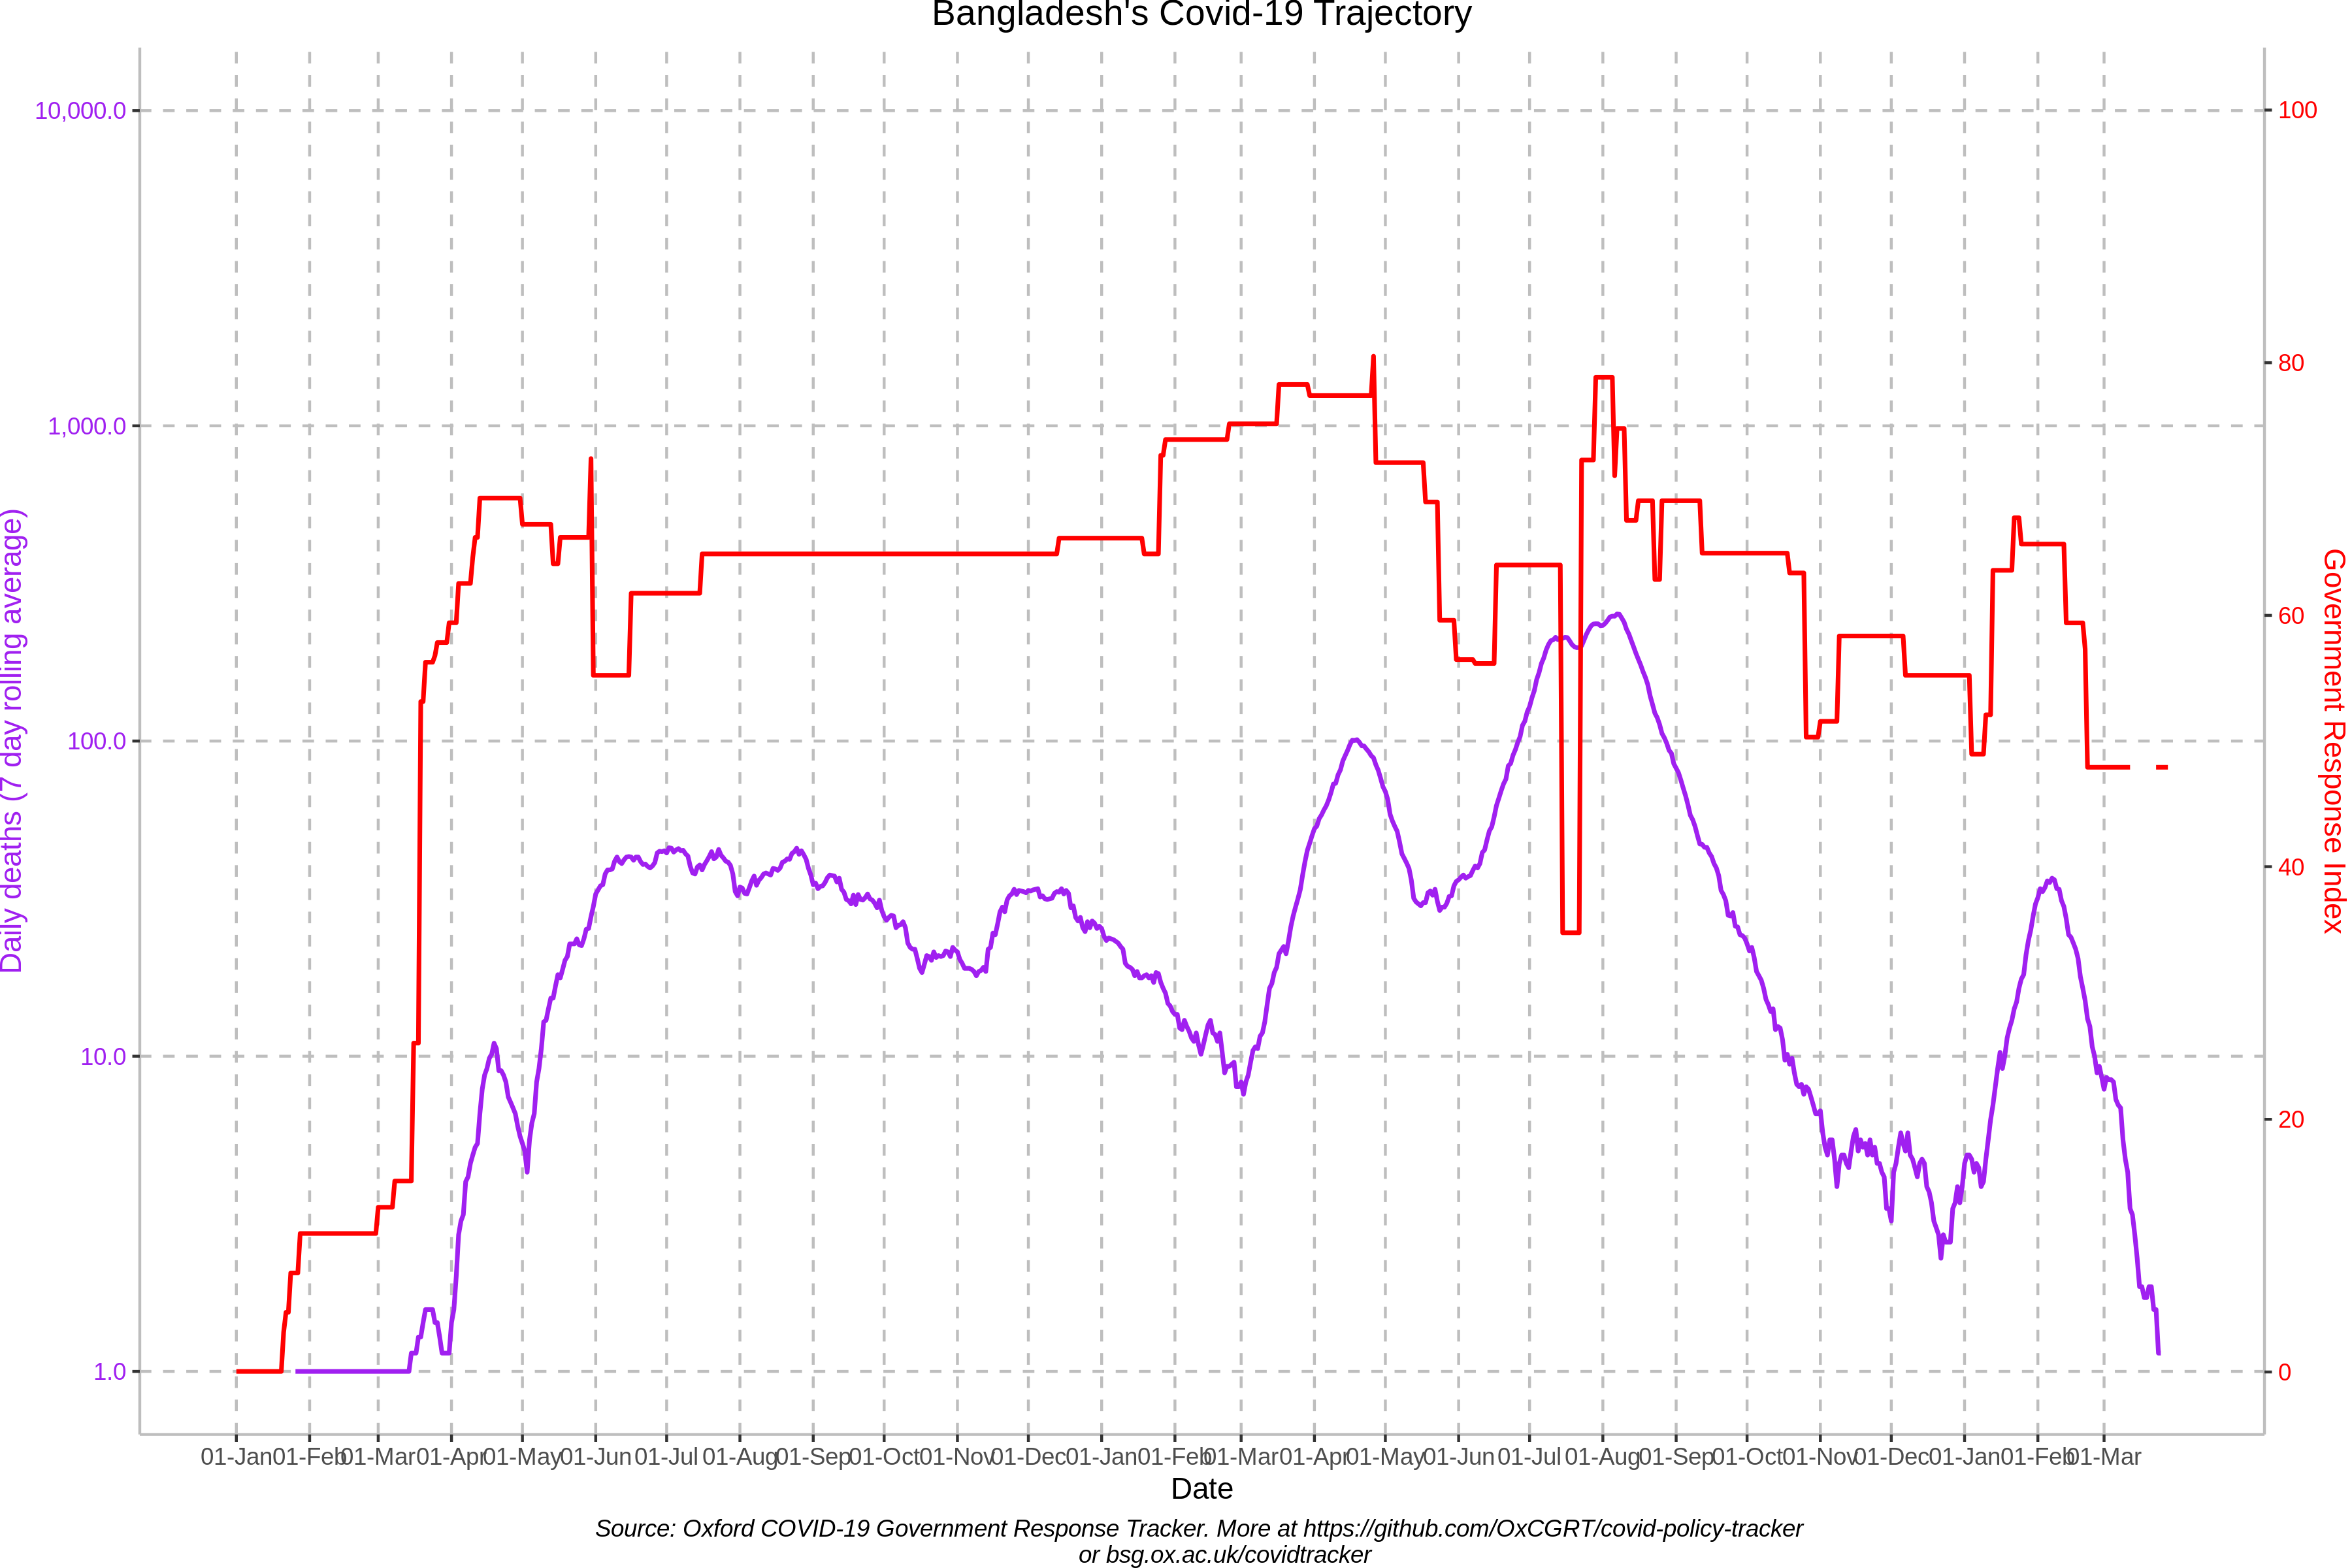 Bangladesh's Covid-19 Trajectory
10,000.0
1,000.0
100.0
10.0
1.0
Daily deaths (7 day rolling average)
100
80
60
40
20
0
Government Response Index
01-Jan 01-Feb 01-Mar 01-Apr 01-May 01-Jun 01-Jul 01-Aug 01-Sep 01-Oct 01-Nov 01-Dec 01-Jan 01-Feb 01-Mar 01-Apr 01-May 01-Jun 01-Jul 01-Aug 01-Sep 01-Oct 01-Nov 01-Dec 01-Jan 01-Feb 01-Mar
Date
Source: Oxford COVID-19 Government Response Tracker. More at https://github.com/OxCGRT/covid-policy-tracker
or bsg.ox.ac.uk/covidtracker